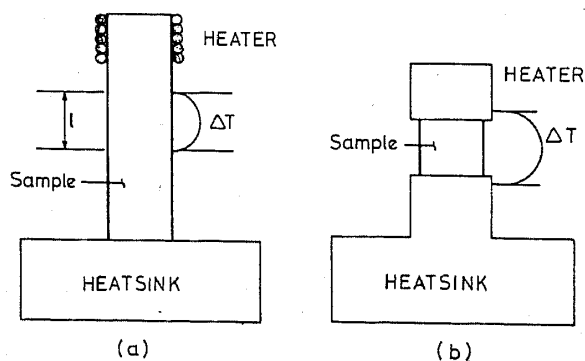 HEATER
l
ΔT
Sample
HEATSINK
(a)
HEATER
Sample
ΔT
HEATSINK
(b)